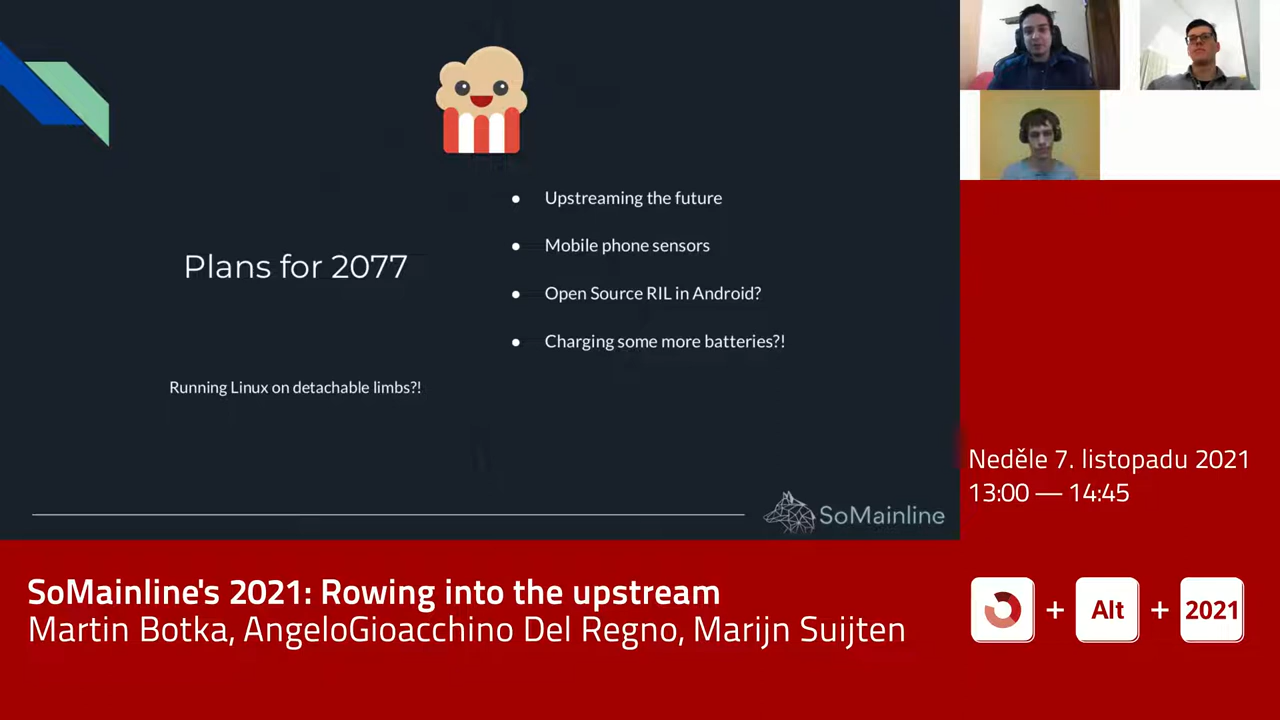 Plans for 2077
Running Linux on detachable limbs?!
● Upstreaming the future
● Mobile phone sensors
● Open Source RIL in Android?
● Charging some more batteries?!
SoMainline
Neděle 7. listopadu 2021
13:00 — 14:45
SoMainline's 2021: Rowing into the upstream
Martin Botka, AngeloGioacchino Del Regno, Marijn Suijten
+ Alt + 2021